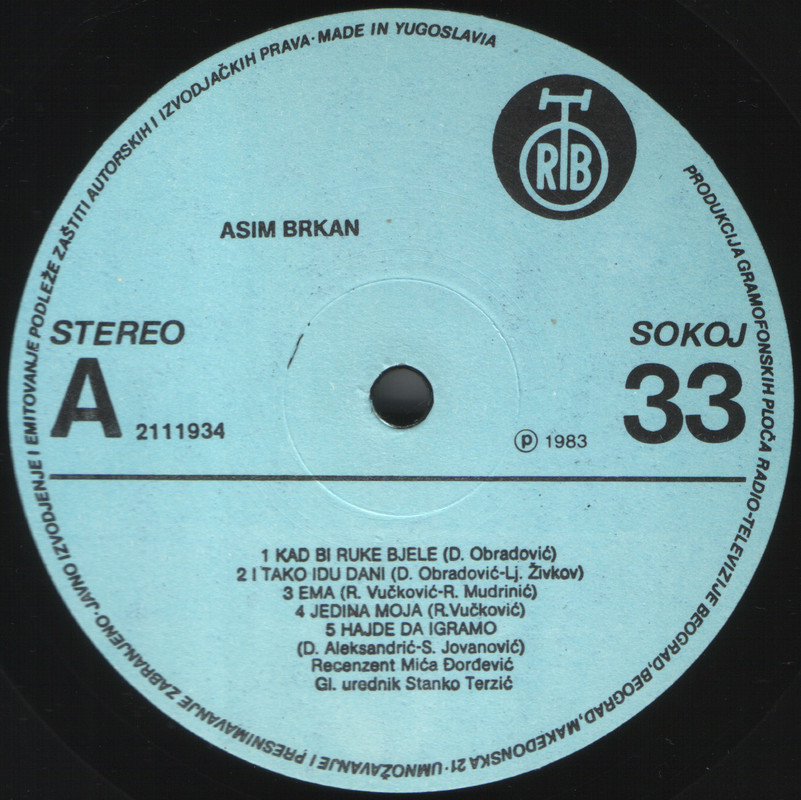 PRODUKCIJA GRAMOFONSKIH PLOČA RADIO-TELEVIZIJE BEOGRAD, BEOGRAD, MAKEDONSKA 21 · UMNOŽAVANJE I PRESNIMAVANJE ZABRANJENO · JAVNO IZVODJENJE I EMITOVANJE PODLEŽE ZAŠTITI AUTORSKIH I IZVODJAČKIH PRAVA · MADE IN YUGOSLAVIA
RTB
ASIM BRKAN
STEREO
SOKOJ
A 2111934
33
℗ 1983
1 KAD BI RUKE BJELE (D. Obradović)
2 I TAKO IDU DANI (D. Obradović-Lj. Živkov)
3 EMA (R. Vučković-R. Mudrinić)
4 JEDINA MOJA (R.Vučković)
5 HAJDE DA IGRAMO
(D. Aleksandrić-S. Jovanović)
Recenzent Mića Đorđević
Gl. urednik Stanko Terzić